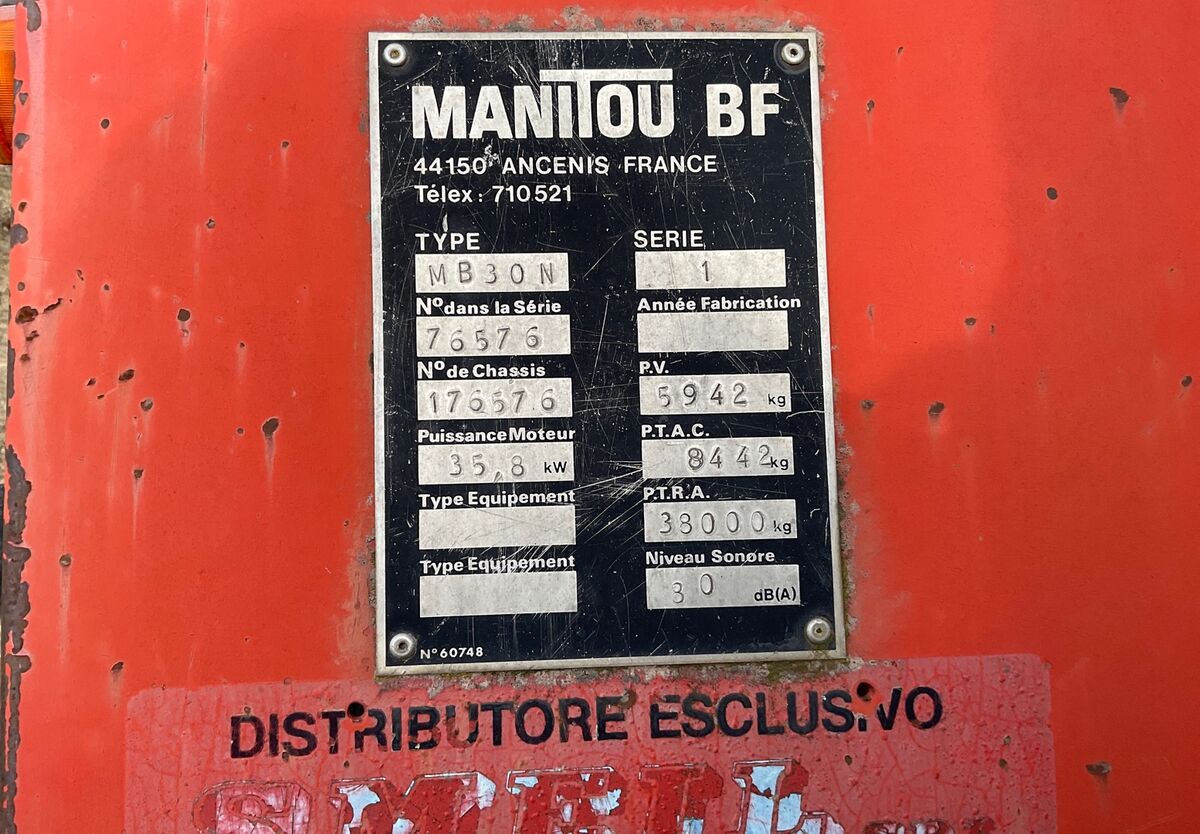 MANITOU BF
44150 ANCENIS FRANCE
Télex : 710521
TYPE SERIE
MB30N 1
Nº dans la Série Année Fabrication
76576
Nº de Chassis P.V.
176576 5942 kg
Puissance Moteur P.T.A.C.
35,8 kW 8442 kg
Type Equipement P.T.R.A.
38000 kg
Type Equipement Niveau Sonore
30 dB(A)
N° 60748
DISTRIBUTORE ESCLUSIVO